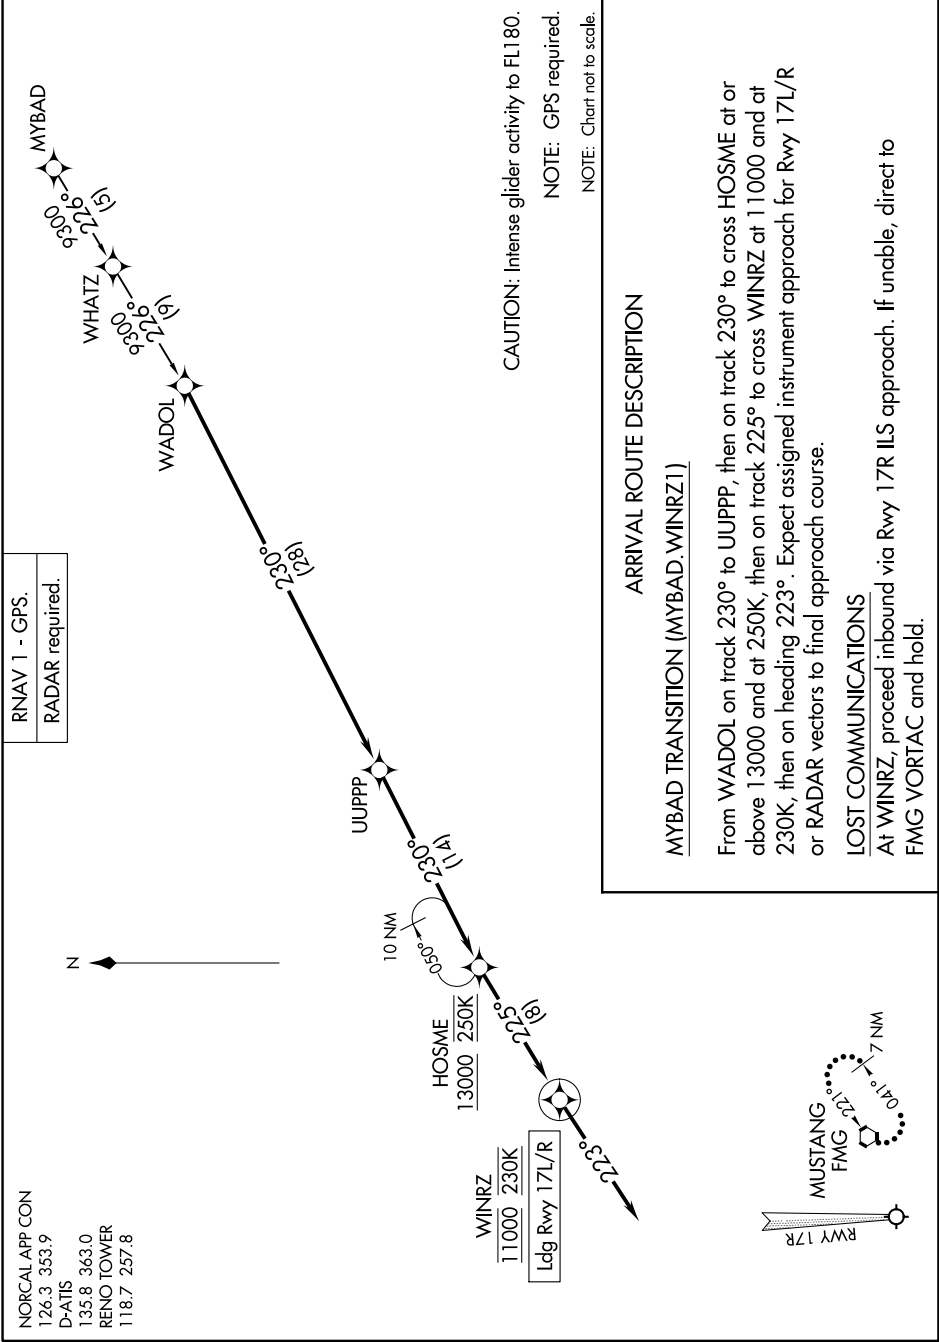 NORCAL APP CON
126.3 353.9
D-ATIS
135.8 363.0
RENO TOWER
118.7 257.8
RNAV 1 - GPS.
RADAR required.
N
MYBAD
9300
226°
(5)
WHATZ
9300
226°
(9)
WADOL
230°
(28)
UUPPP
230°
(14)
10 NM
050°
HOSME
13000 250K
225°
(8)
WINRZ
11000 230K
Ldg Rwy 17L/R
223°
MUSTANG
FMG
221°
041°
7 NM
RWY 17R
CAUTION: Intense glider activity to FL180.
NOTE: GPS required.
NOTE: Chart not to scale.
ARRIVAL ROUTE DESCRIPTION
MYBAD TRANSITION (MYBAD.WINRZ1)
From WADOL on track 230° to UUPPP, then on track 230° to cross HOSME at or
above 13000 and at 250K, then on track 225° to cross WINRZ at 11000 and at
230K, then on heading 223°. Expect assigned instrument approach for Rwy 17L/R
or RADAR vectors to final approach course.
LOST COMMUNICATIONS
At WINRZ, proceed inbound via Rwy 17R ILS approach. If unable, direct to
FMG VORTAC and hold.